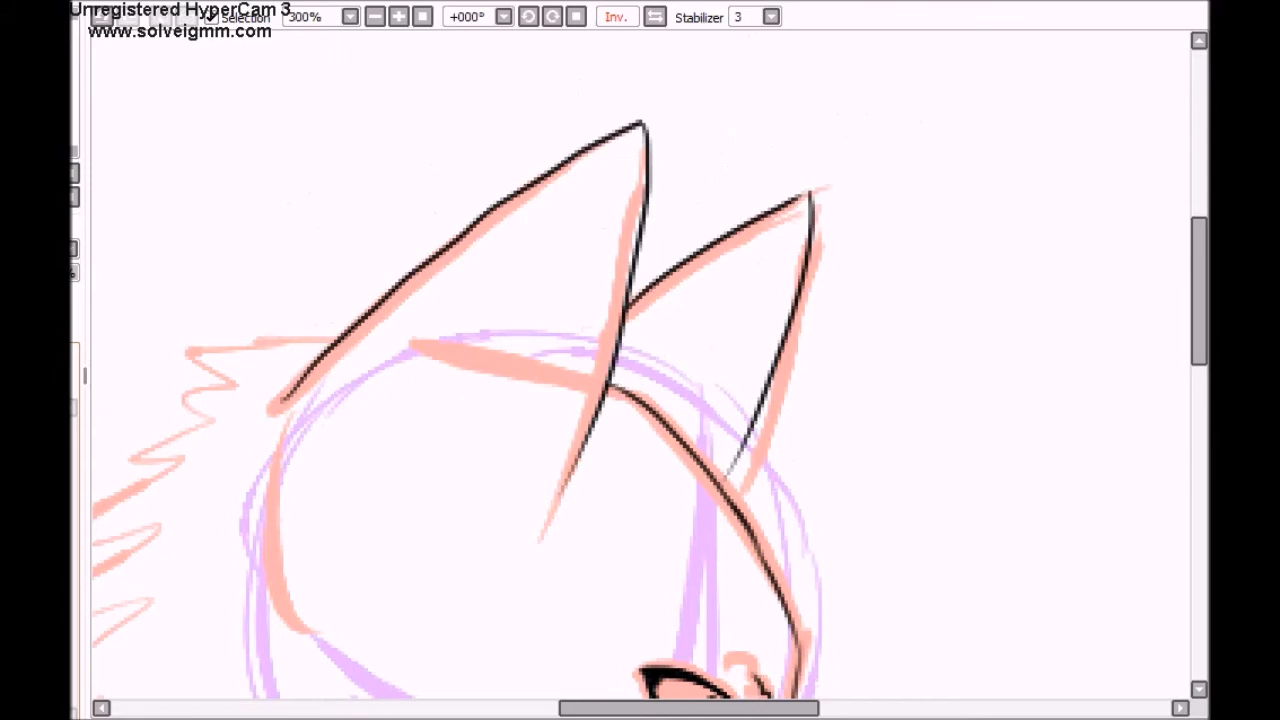 Unregistered HyperCam 3
Selection 300% +000° Inv. Stabilizer 3
www.solveigmm.com